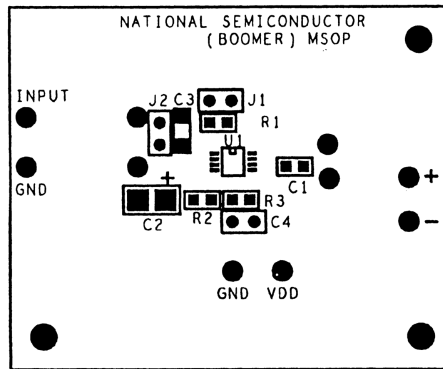 NATIONAL SEMICONDUCTOR
(BOOMER) MSOP
INPUT
J2 C3 J1
R1
U1
GND
+
C1
+
C2
R2
R3
C4
-
GND VDD